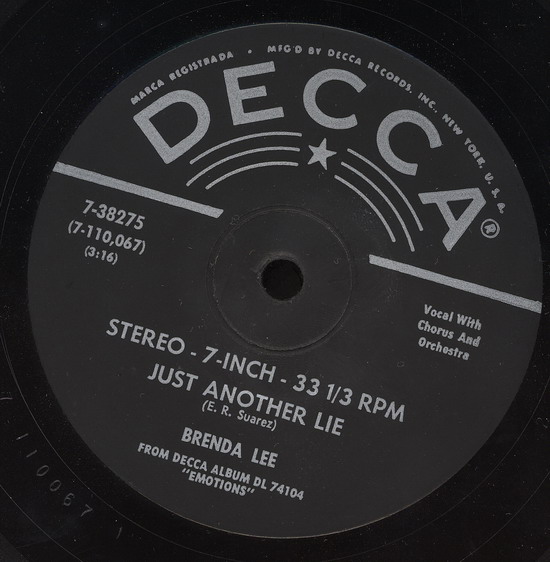 MARCA REGISTRADA • MFG'D BY DECCA RECORDS, INC., NEW YORK, U. S. A.
DECCA®
7-38275
(7-110,067)
(3:16)
Vocal With
Chorus And
Orchestra
STEREO - 7-INCH - 33 1/3 RPM
JUST ANOTHER LIE
(E. R. Suarez)
BRENDA LEE
FROM DECCA ALBUM DL 74104
"EMOTIONS"
110067